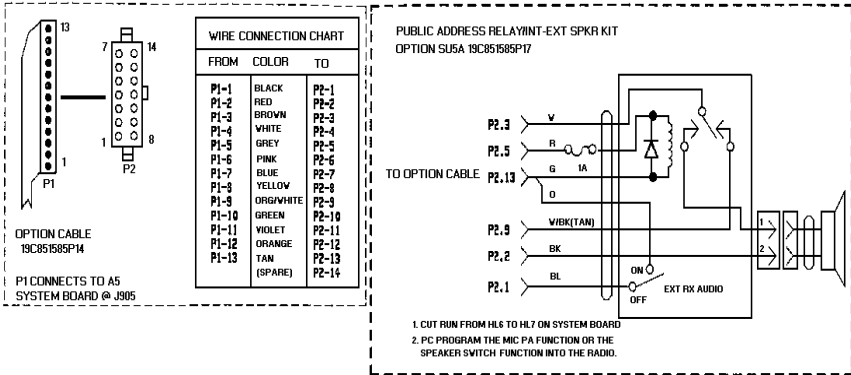 13
7
14
1
8
1
P2
P1
OPTION CABLE
19C851585P14
P1 CONNECTS TO A5
SYSTEM BOARD @ J905
WIRE CONNECTION CHART
FROM COLOR TO
P1-1 BLACK P2-1
P1-2 RED P2-2
P1-3 BROWN P2-3
P1-4 WHITE P2-4
P1-5 GREY P2-5
P1-6 PINK P2-6
P1-7 BLUE P2-7
P1-8 YELLOW P2-8
P1-9 ORG/WHITE P2-9
P1-10 GREEN P2-10
P1-11 VIOLET P2-11
P1-12 ORANGE P2-12
P1-13 TAN P2-13
(SPARE) P2-14
PUBLIC ADDRESS RELAY/INT-EXT SPKR KIT
OPTION SU5A 19C851585P17
P2.3 W
P2.5 R
1A
TO OPTION CABLE P2.13 G
O
P2.9 W/BK(TAN)
1
P2.2 BK
2
P2.1 BL
ON
OFF
EXT RX AUDIO
1. CUT RUN FROM HL6 TO HL7 ON SYSTEM BOARD
2. PC PROGRAM THE MIC PA FUNCTION OR THE
SPEAKER SWITCH FUNCTION INTO THE RADIO.